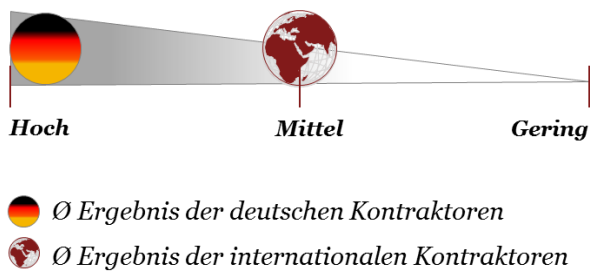 Hoch Mittel Gering
Ø Ergebnis der deutschen Kontraktoren
Ø Ergebnis der internationalen Kontraktoren